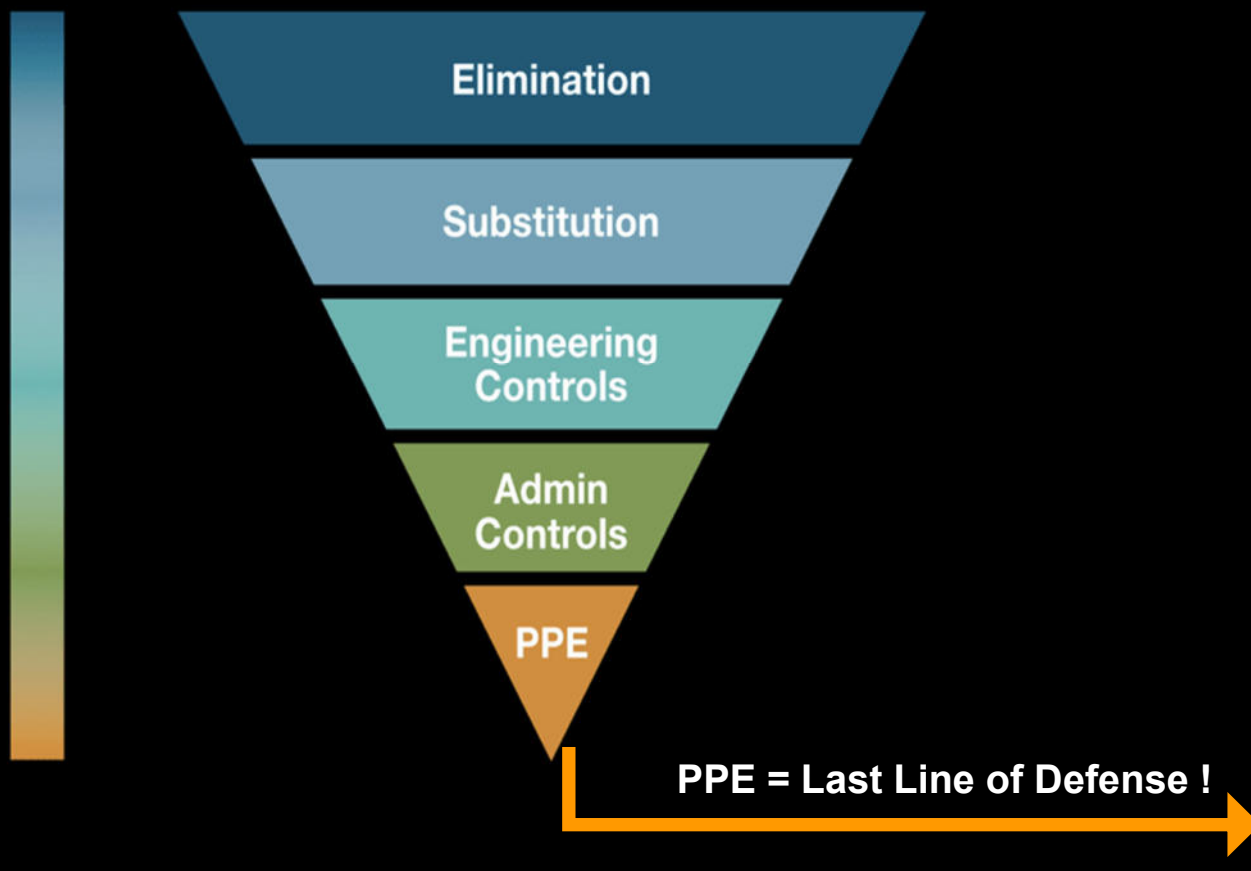 Elimination
Substitution
Engineering
Controls
Admin
Controls
PPE
PPE = Last Line of Defense !